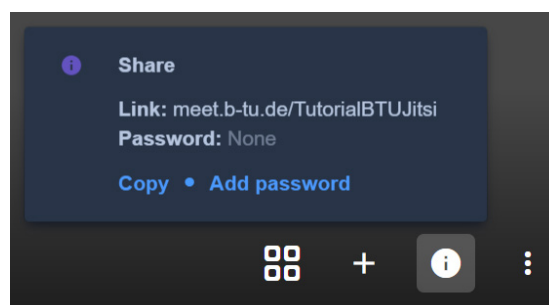 Share
Link: meet.b-tu.de/TutorialBTUJitsi
Password: None
Copy • Add password